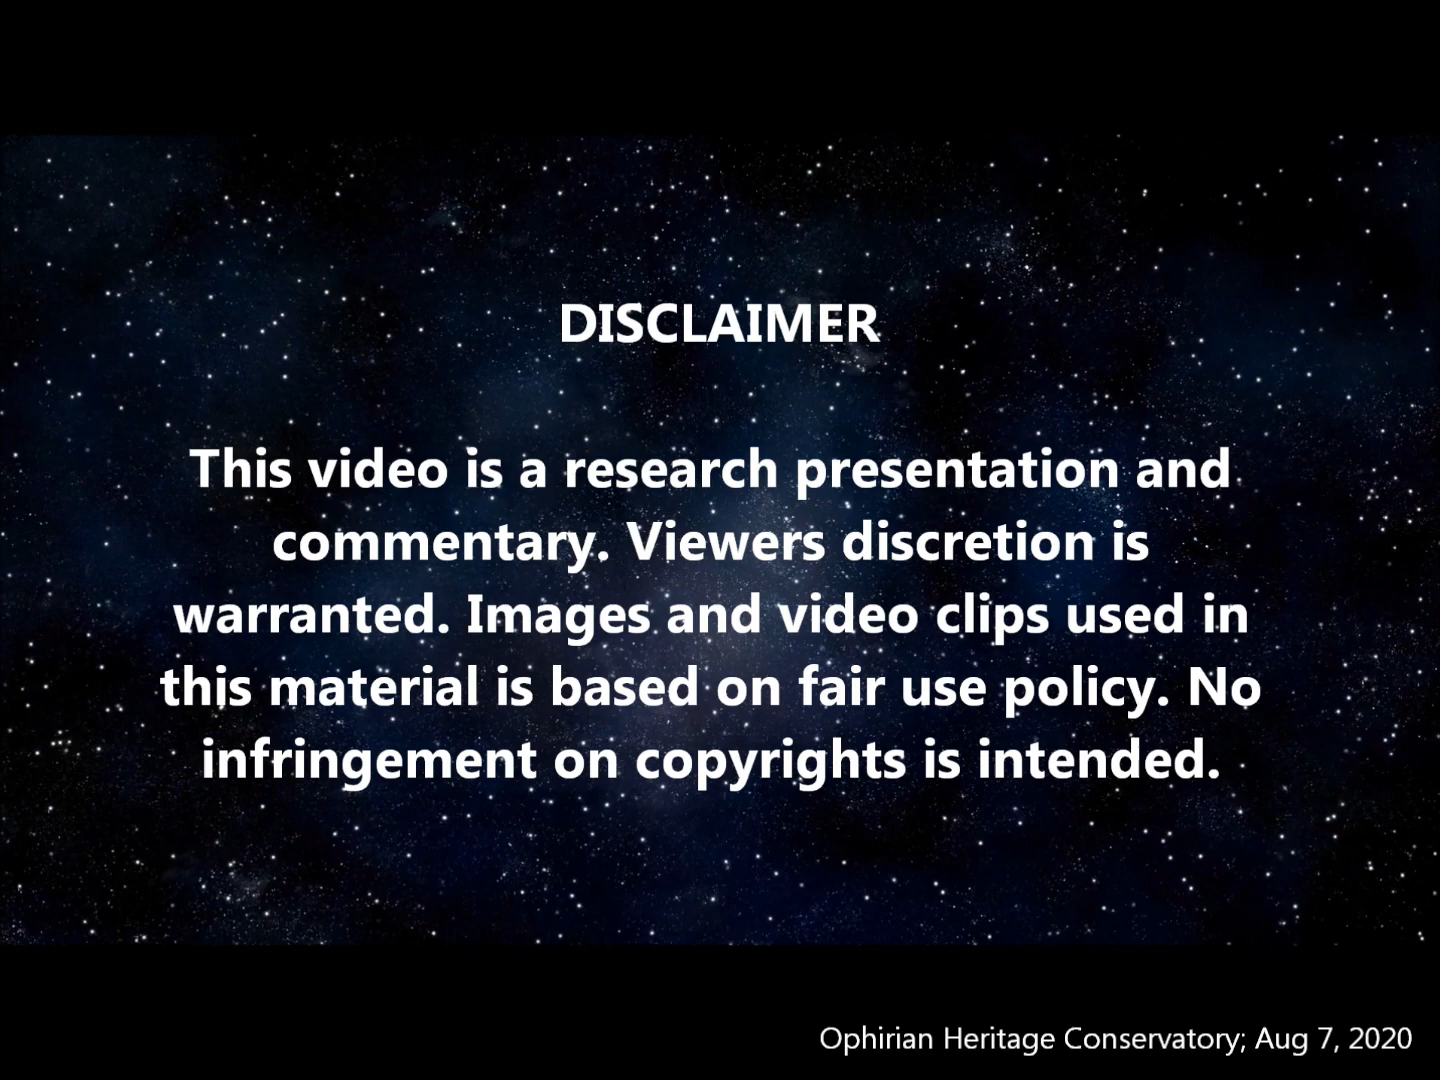 DISCLAIMER
This video is a research presentation and
commentary. Viewers discretion is
warranted. Images and video clips used in
this material is based on fair use policy. No
infringement on copyrights is intended.
Ophirian Heritage Conservatory; Aug 7, 2020